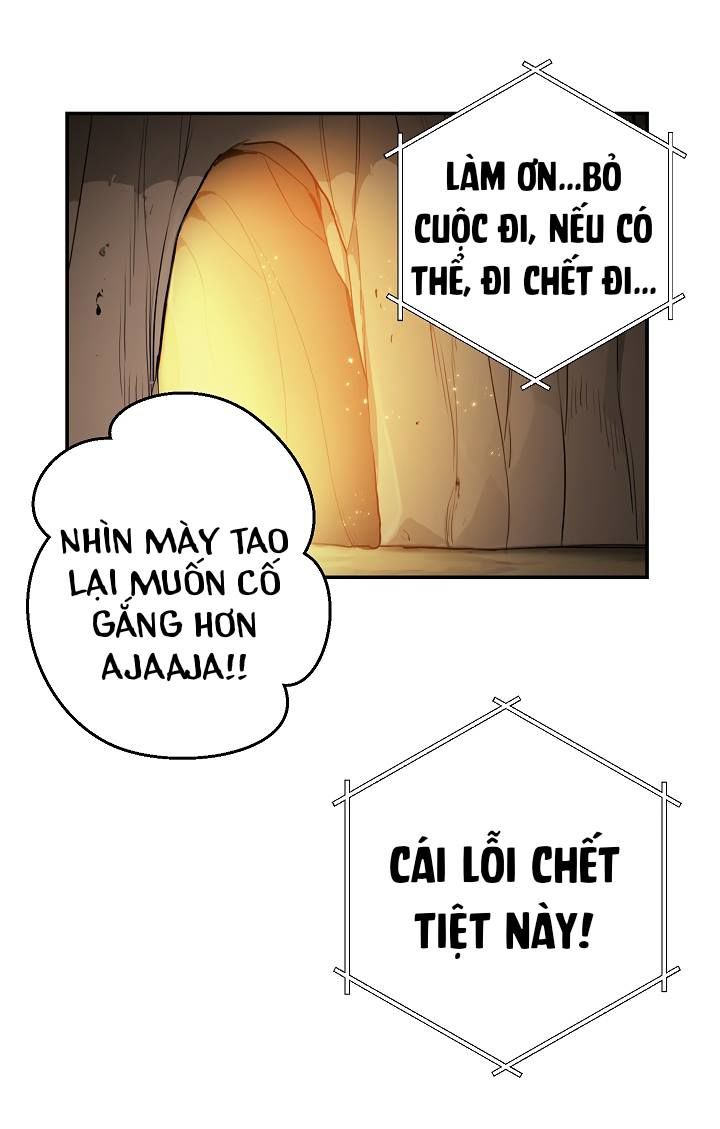 LÀM ƠN...BỎ
CUỘC ĐI, NẾU CÓ
THỂ, ĐI CHẾT ĐI...
NHÌN MÀY TAO
LẠI MUỐN CỐ
GẮNG HƠN
AJAAJA!!
CÁI LỖI CHẾT
TIỆT NÀY!